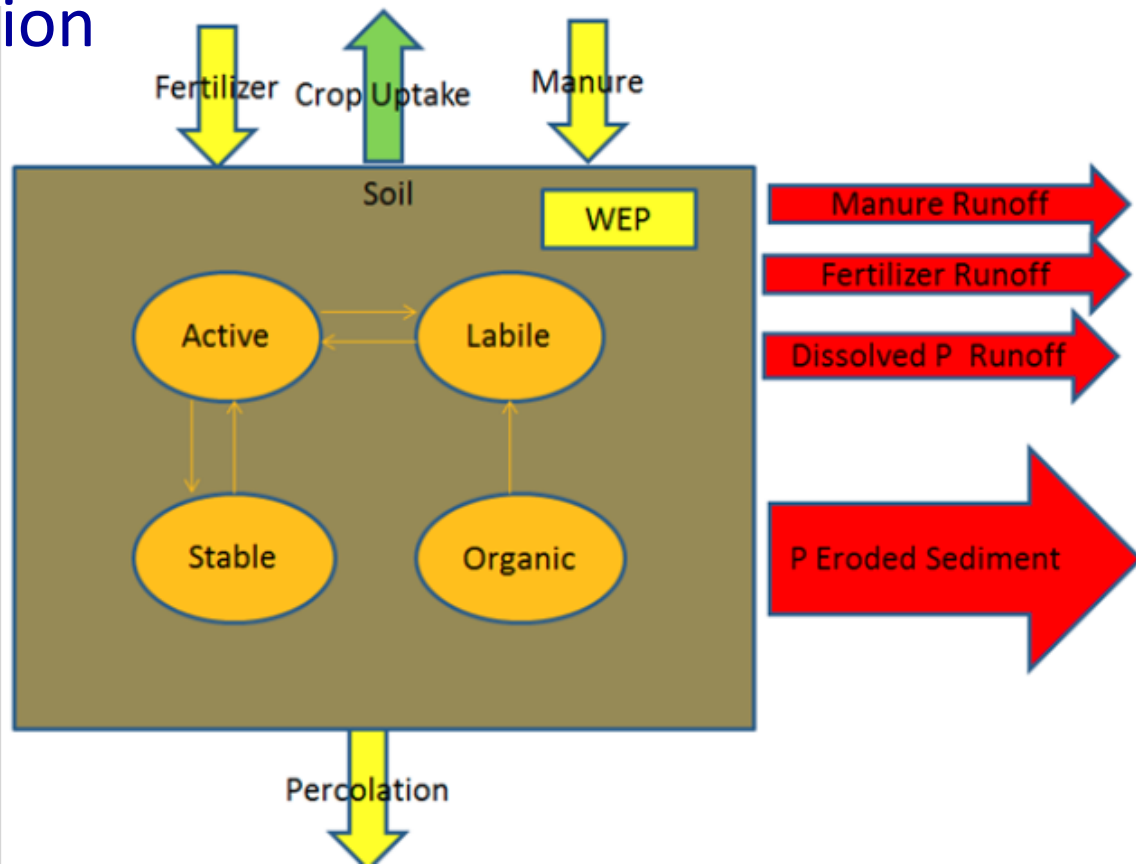 ion
Fertilizer
Crop Uptake
Manure
Soil
WEP
Manure Runoff
Fertilizer Runoff
Dissolved P Runoff
Active
Labile
Stable
Organic
P Eroded Sediment
Percolation